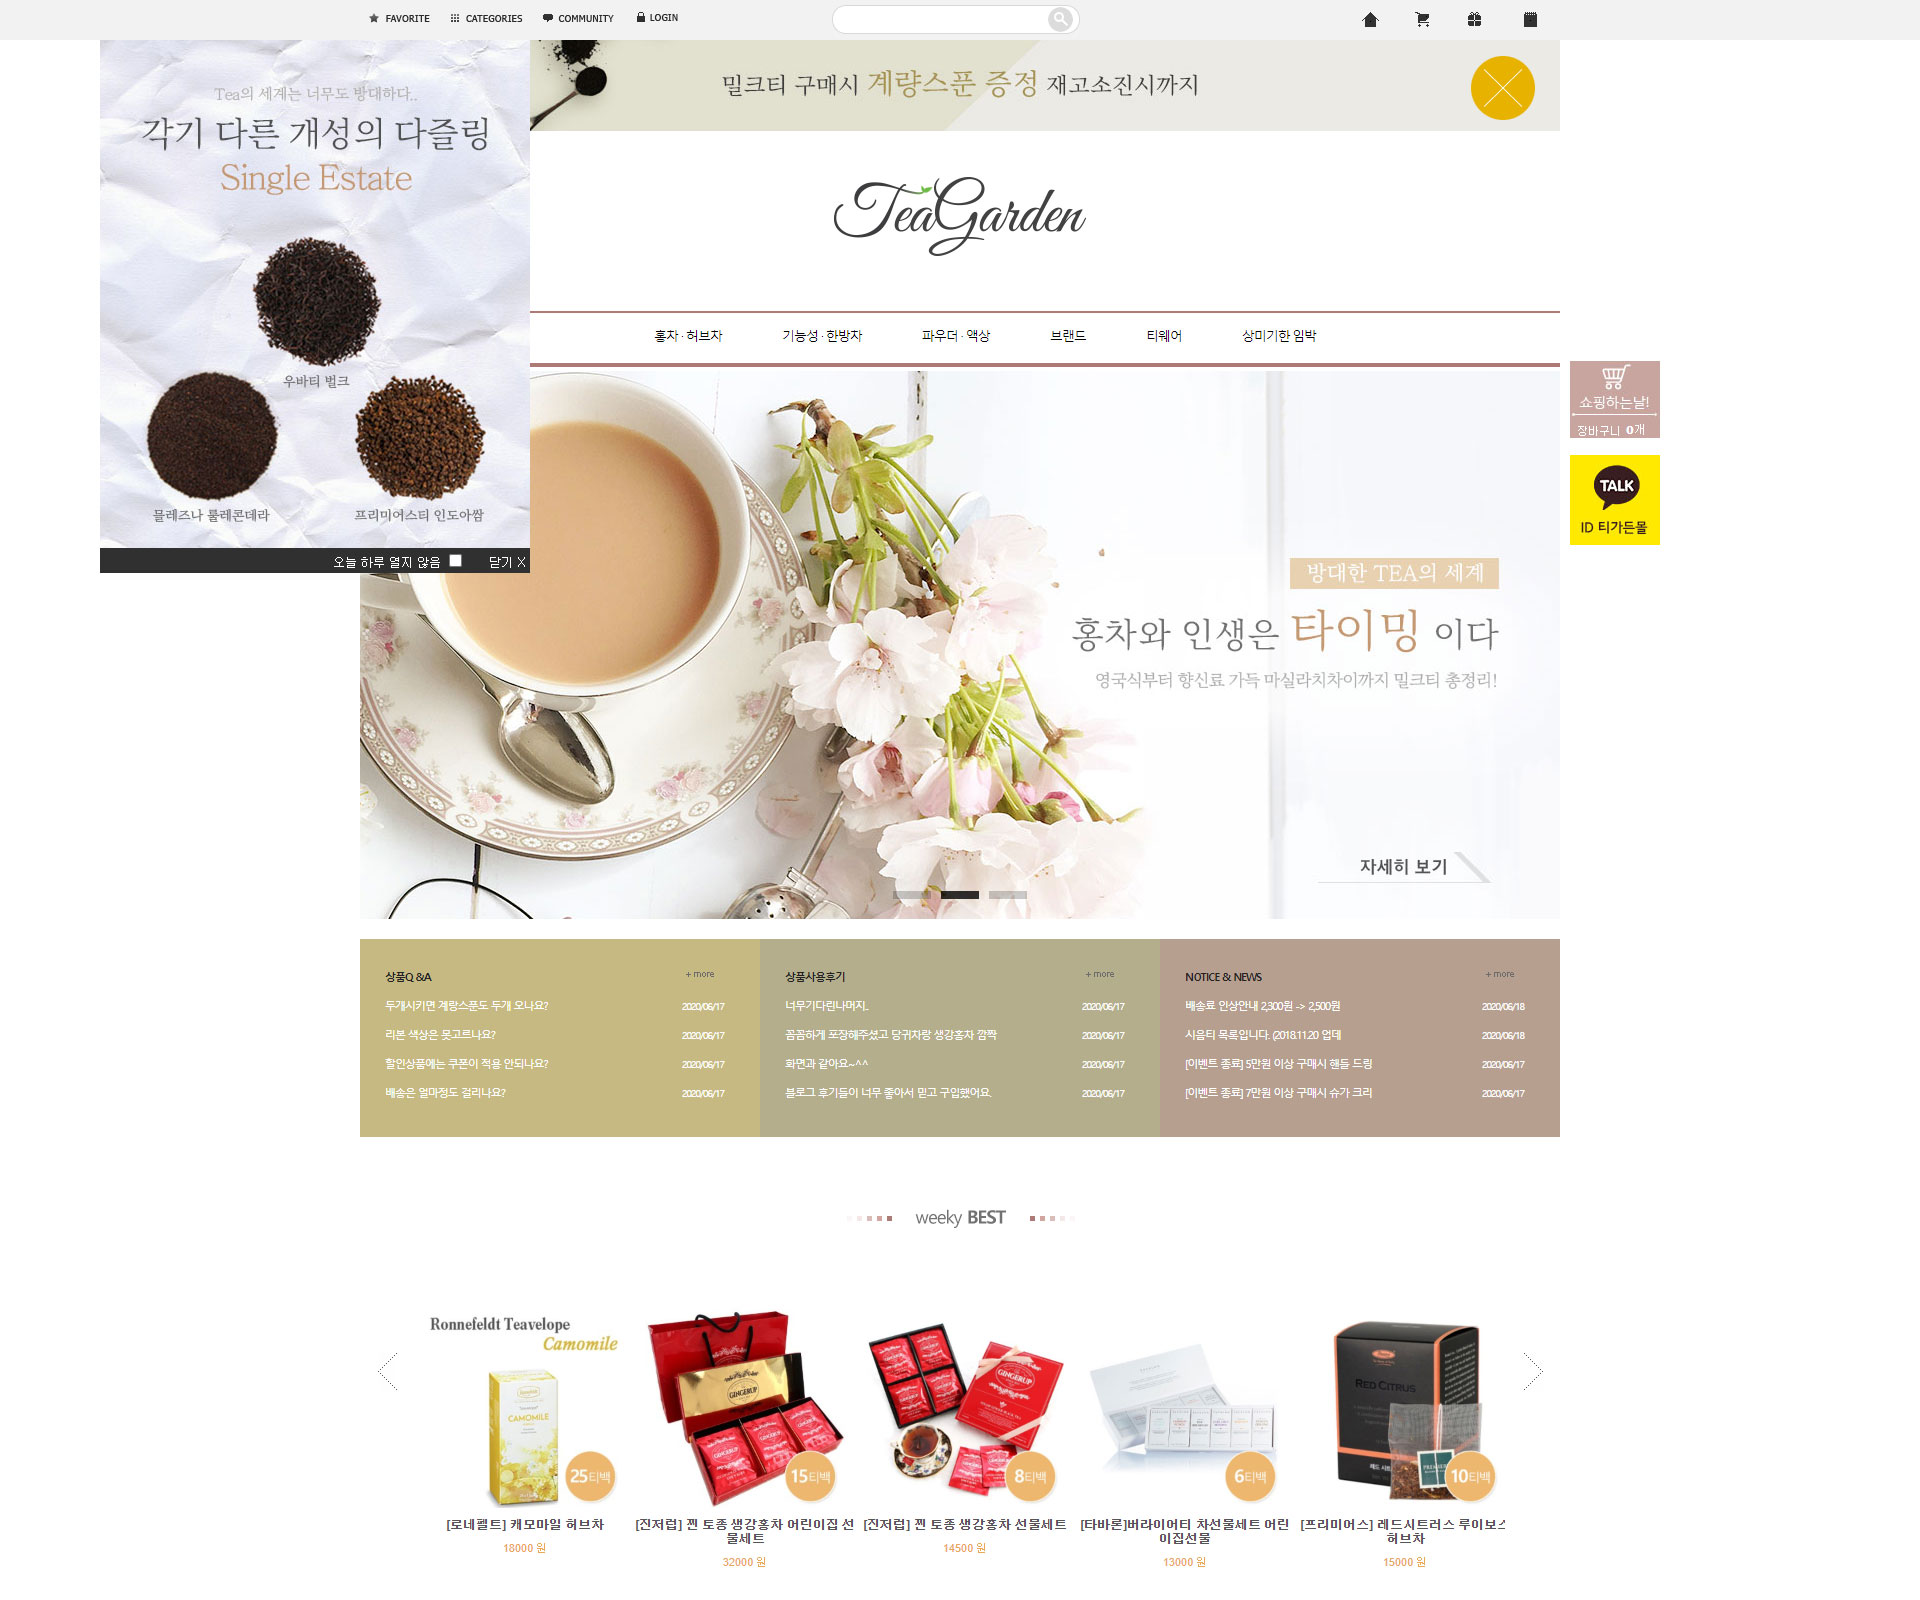 FAVORITE
CATEGORIES
COMMUNITY
LOGIN
Tea의 세계는 너무도 방대하다..
각기 다른 개성의 다즐링
Single Estate
우바티 벌크
믈레즈나 룰레콘데라
프리미어스티 인도아쌈
오늘 하루 열지 않음
닫기 X
밀크티 구매시 계량스푼 증정 재고소진시까지
TeaGarden
홍차 · 허브차
기능성 · 한방차
파우더 · 액상
브랜드
티웨어
상미기한 임박
쇼핑하는날!
장바구니 0개
TALK
ID 티가든몰
방대한 TEA의 세계
홍차와 인생은 타이밍 이다
영국식부터 향신료 가득 마실라치차이까지 밀크티 총정리!
자세히 보기
상품Q &A
+ more
두개시키면 계랑스푼도 두개 오나요?
2020/06/17
리본 색상은 못고르나요?
2020/06/17
할인상품에는 쿠폰이 적용 안되나요?
2020/06/17
배송은 얼마정도 걸리나요?
2020/06/17
상품사용후기
+ more
너무기다린나머지..
2020/06/17
꼼꼼하게 포장해주셨고 당귀차랑 생강홍차 깜짝
2020/06/17
화면과 같아요~^^
2020/06/17
블로그 후기들이 너무 좋아서 믿고 구입했어요.
2020/06/17
NOTICE & NEWS
+ more
배송료 인상안내 2,300원 -> 2,500원
2020/06/18
시음티 목록입니다. (2018.11.20 업데
2020/06/18
[이벤트 종료] 5만원 이상 구매시 핸들 드링
2020/06/17
[이벤트 종료] 7만원 이상 구매시 슈가 크리
2020/06/17
weeky BEST
Ronnefeldt Teavelope
Camomile
CAMOMILE
25티백
[로네펠트] 캐모마일 허브차
18000 원
GINGERUP
15티백
[진저럽] 찐 토종 생강홍차 어린이집 선
물세트
32000 원
GINGERUP
8티백
[진저럽] 찐 토종 생강홍차 선물세트
14500 원
6티백
[타바론]버라이어티 차선물세트 어린
이집선물
13000 원
RED CITRUS
10티백
[프리미어스] 레드시트러스 루이보스
허브차
15000 원